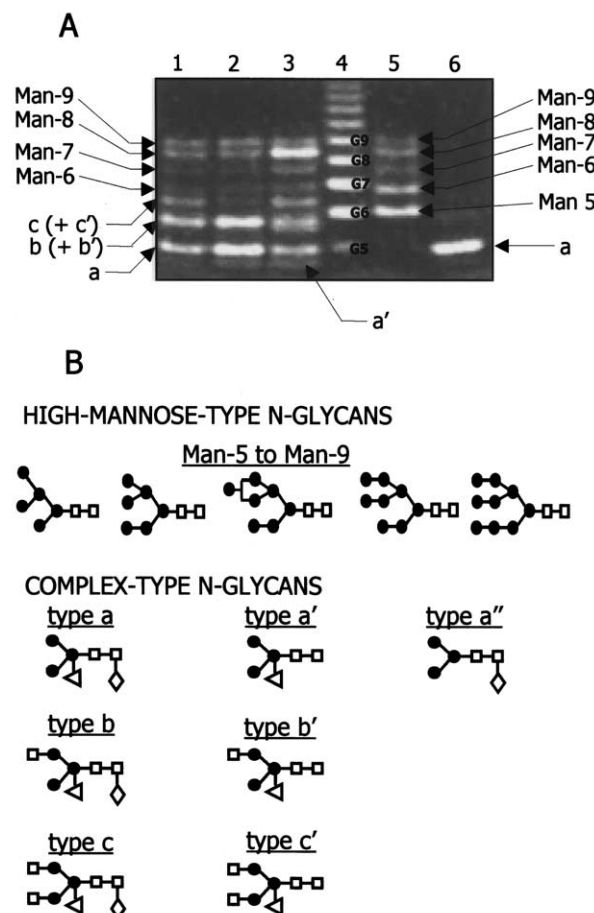 A
1 2 3 4 5 6
Man-9
Man-8
Man-7
Man-6
c (+ c′)
b (+ b′)
a
G9
G8
G7
G6
G5
Man-9
Man-8
Man-7
Man-6
Man 5
a
a′
B
HIGH-MANNOSE-TYPE N-GLYCANS
Man-5 to Man-9
COMPLEX-TYPE N-GLYCANS
type a type a′ type a″
type b type b′
type c type c′